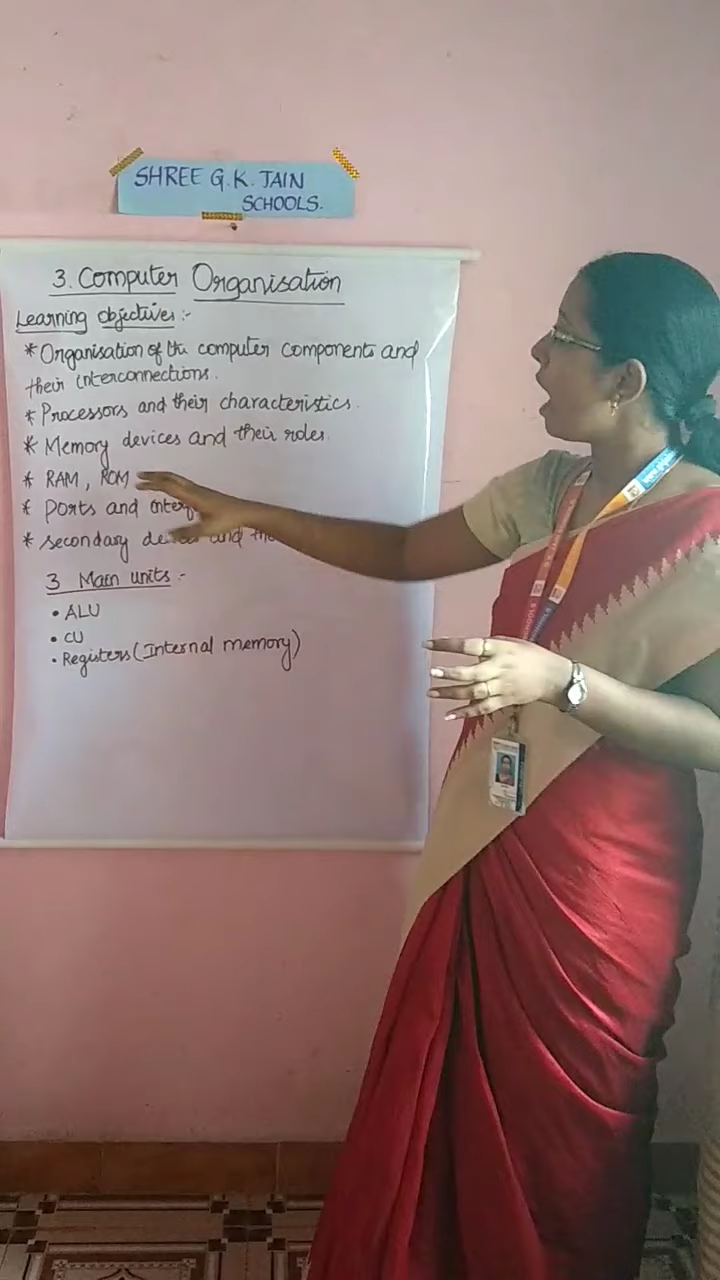 SHREE G.K. JAIN
SCHOOLS.
3. Computer Organisation
Learning objectives :-
* Organisation of the computer components and
their interconnections.
* Processors and their characteristics.
* Memory devices and their roles.
* RAM, ROM
* Ports and
* Secondary and
3 Main units :-
• ALU
• CU
• Registers (Internal memory)